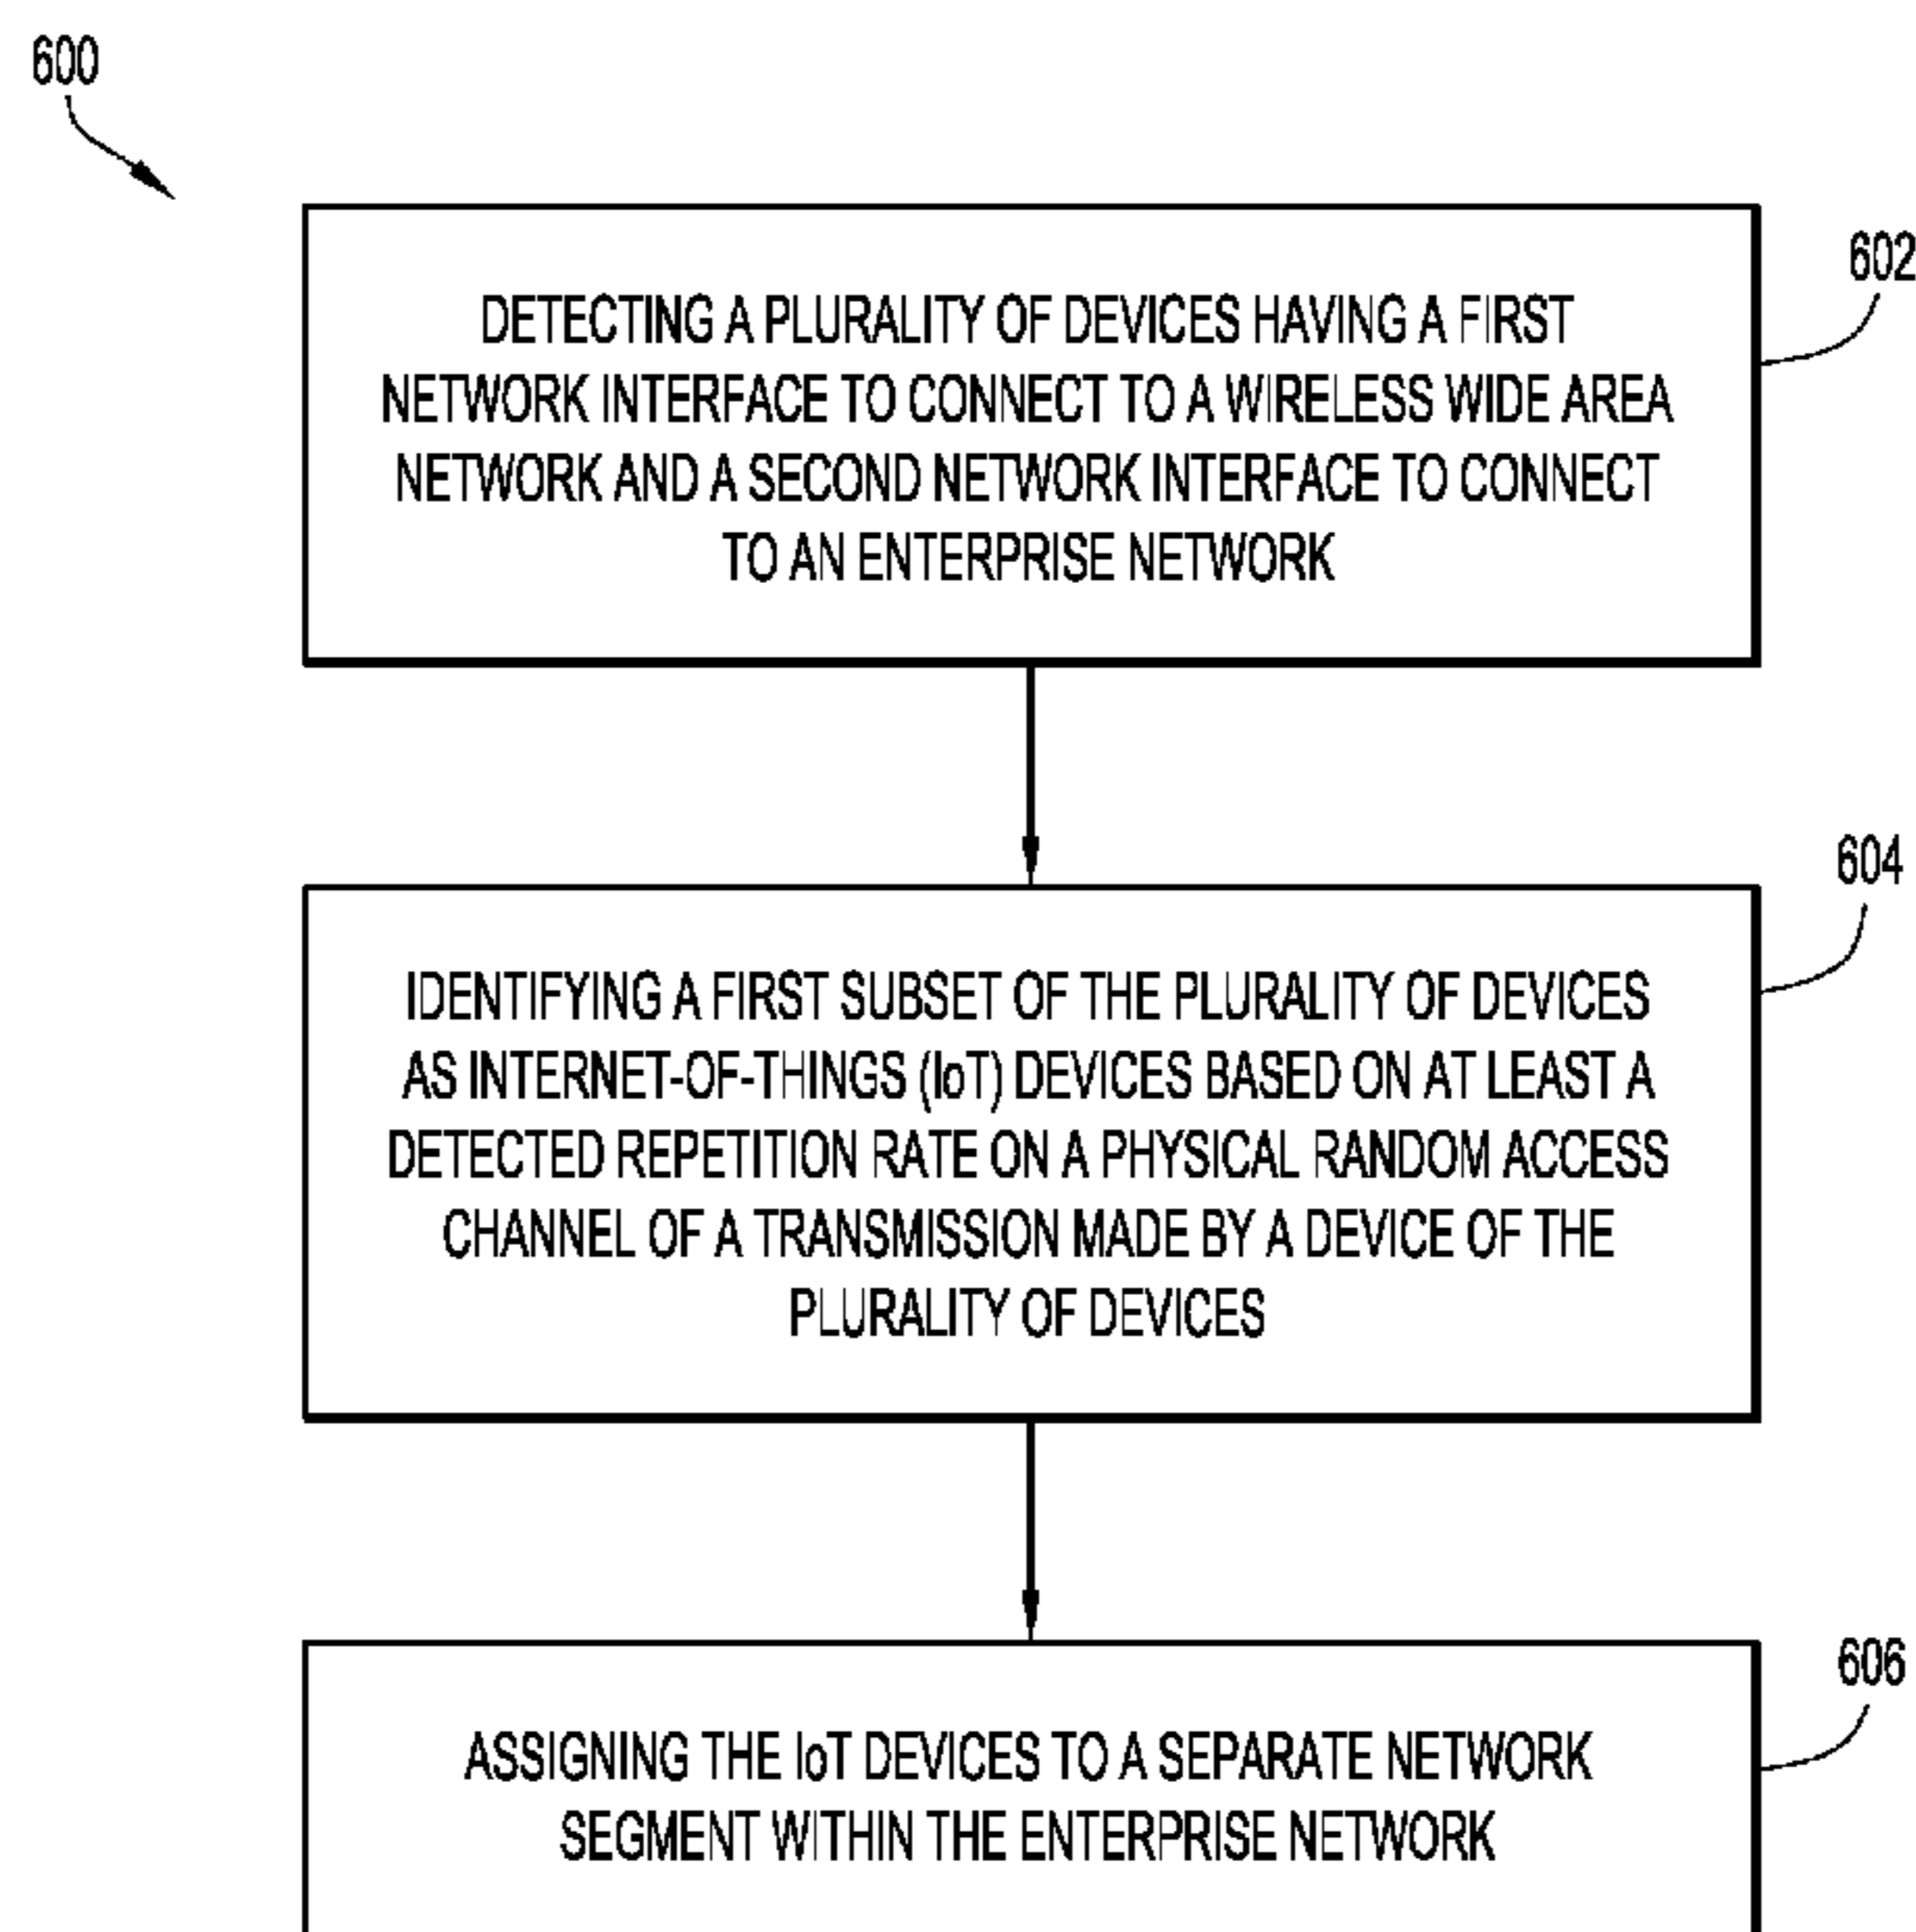 600
602
DETECTING A PLURALITY OF DEVICES HAVING A FIRST
NETWORK INTERFACE TO CONNECT TO A WIRELESS WIDE AREA
NETWORK AND A SECOND NETWORK INTERFACE TO CONNECT
TO AN ENTERPRISE NETWORK
604
IDENTIFYING A FIRST SUBSET OF THE PLURALITY OF DEVICES
AS INTERNET-OF-THINGS (IoT) DEVICES BASED ON AT LEAST A
DETECTED REPETITION RATE ON A PHYSICAL RANDOM ACCESS
CHANNEL OF A TRANSMISSION MADE BY A DEVICE OF THE
PLURALITY OF DEVICES
606
ASSIGNING THE IoT DEVICES TO A SEPARATE NETWORK
SEGMENT WITHIN THE ENTERPRISE NETWORK